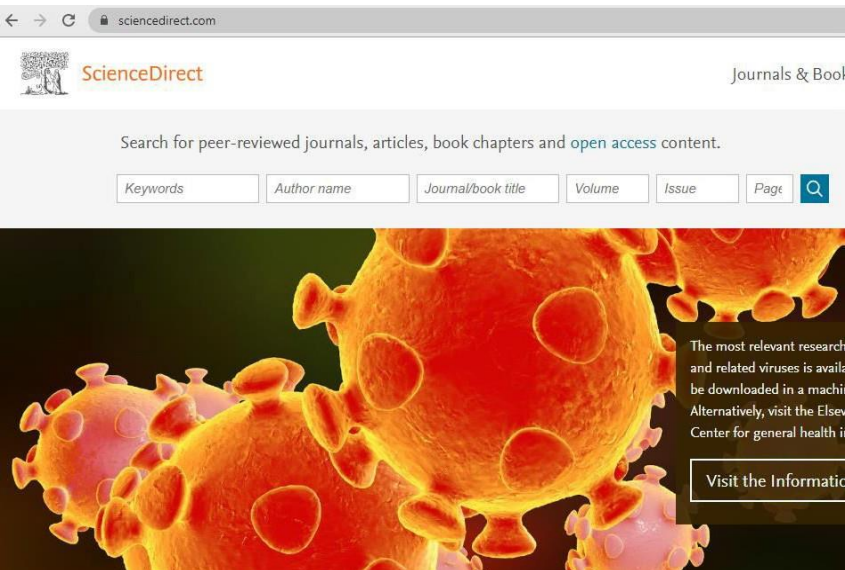 sciencedirect.com
ScienceDirect
Journals & Book
Search for peer-reviewed journals, articles, book chapters and open access content.
Keywords
Author name
Journal/book title
Volume
Issue
Page
The most relevant research
and related viruses is availa
be downloaded in a machin
Alternatively, visit the Elsev
Center for general health in
Visit the Informatio